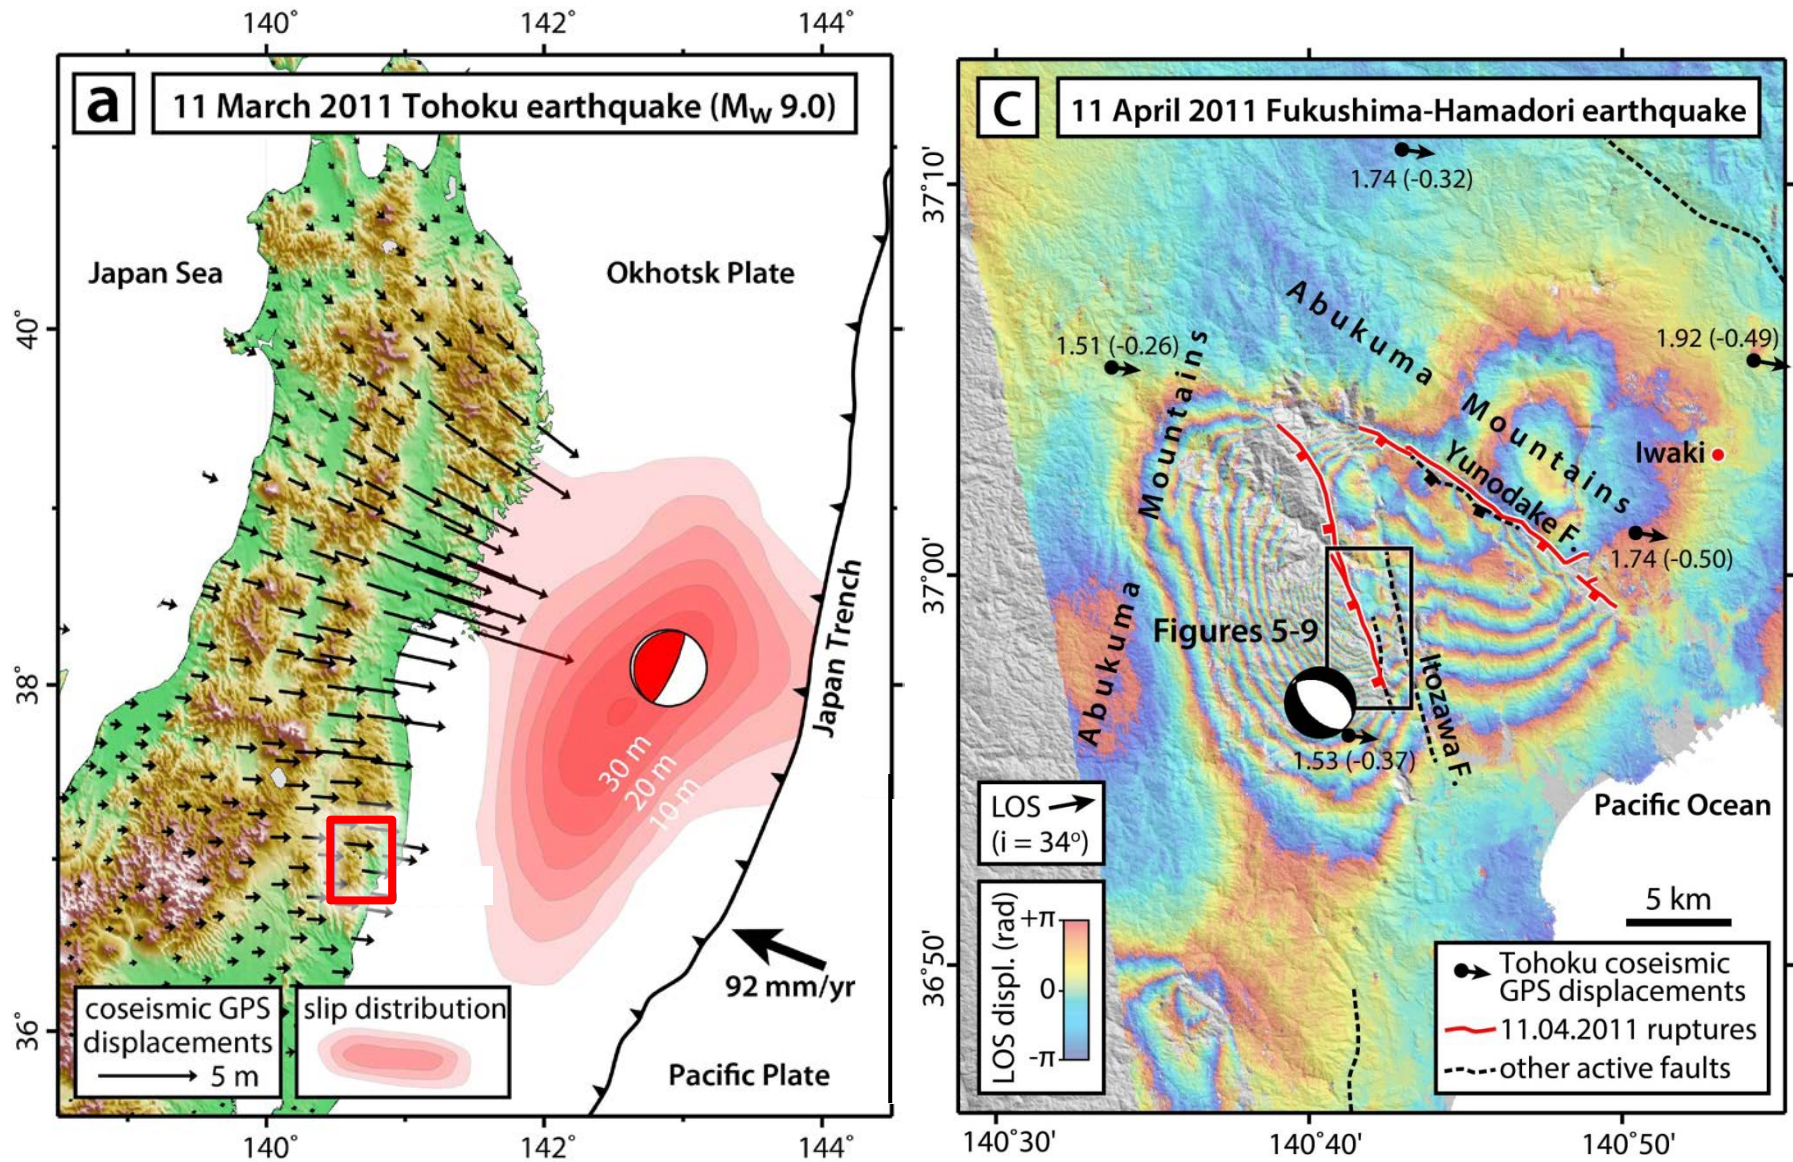 140°
142°
144°
a
11 March 2011 Tohoku earthquake (Mw 9.0)
Japan Sea
Okhotsk Plate
40°
38°
36°
30 m
20 m
10 m
Japan Trench
92 mm/yr
Pacific Plate
coseismic GPS
displacements
5 m
slip distribution
140°
142°
144°
c
11 April 2011 Fukushima-Hamadori earthquake
37°10'
37°00'
36°50'
1.74 (-0.32)
1.51 (-0.26)
1.92 (-0.49)
Abukuma
Mountains
Mountains
Yunodake F.
Iwaki
1.74 (-0.50)
Abukuma
Figures 5-9
Itozawa F.
1.53 (-0.37)
LOS
(i = 34°)
Pacific Ocean
LOS displ. (rad)
+π
0
-π
5 km
Tohoku coseismic
GPS displacements
11.04.2011 ruptures
other active faults
140°30'
140°40'
140°50'